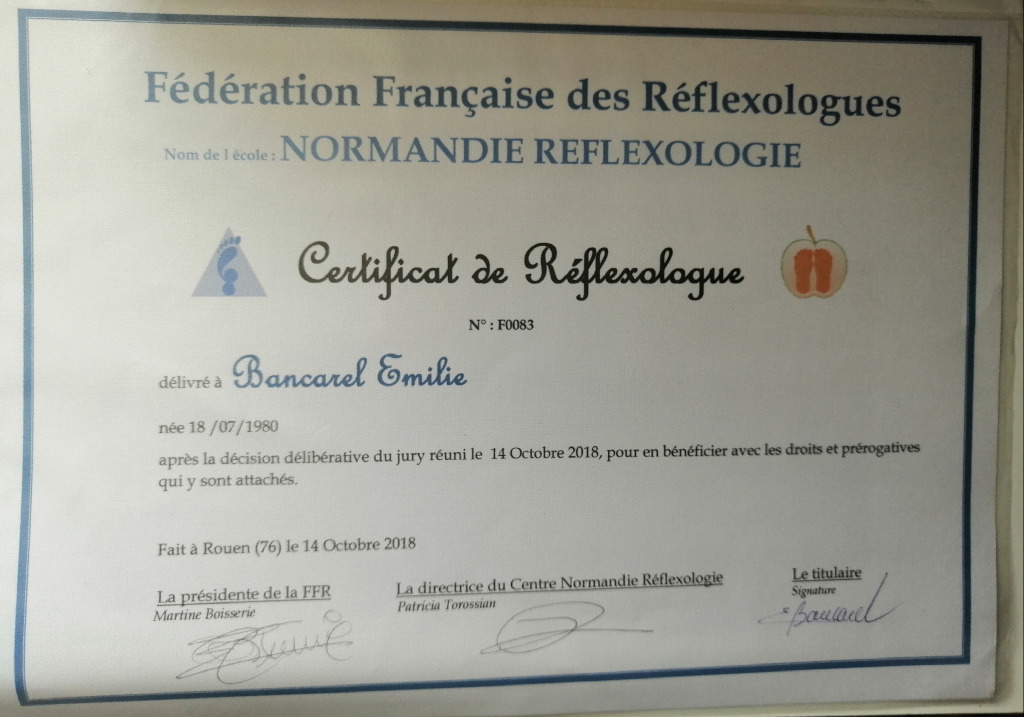 Fédération Française des Réflexologues
Nom de l école : NORMANDIE REFLEXOLOGIE
Certificat de Réflexologue
N° : F0083
délivré à Bancarel Emilie
née 18 /07/1980
après la décision délibérative du jury réuni le 14 Octobre 2018, pour en bénéficier avec les droits et prérogatives
qui y sont attachés.
Fait à Rouen (76) le 14 Octobre 2018
La présidente de la FFR
Martine Boisserie
La directrice du Centre Normandie Réflexologie
Patricia Torossian
Le titulaire
Signature
Bancarel